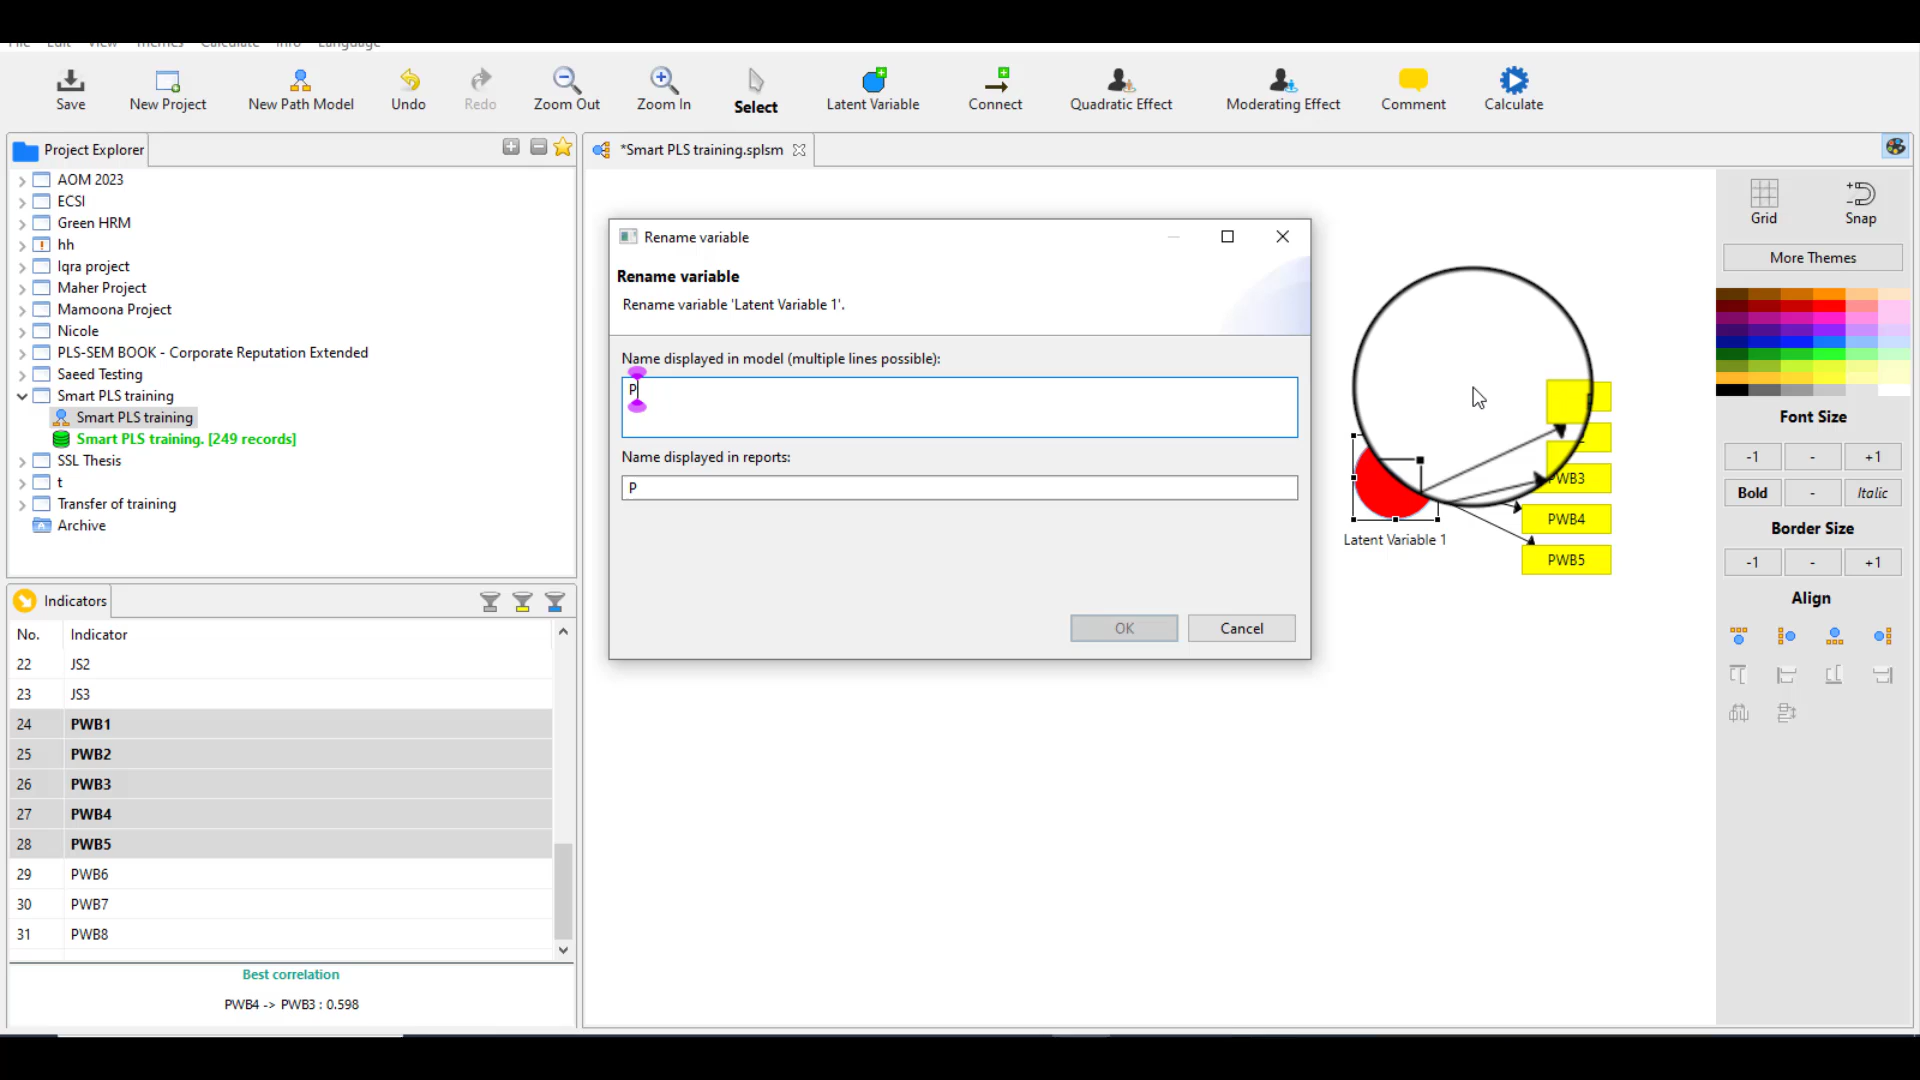 File Edit View Themes Calculate Info Language
Save
New Project
New Path Model
Undo
Redo
Zoom Out
Zoom In
Select
Latent Variable
Connect
Quadratic Effect
Moderating Effect
Comment
Calculate
Project Explorer
*Smart PLS training.splsm
AOM 2023
ECSI
Green HRM
hh
Iqra project
Maher Project
Mamoona Project
Nicole
PLS-SEM BOOK - Corporate Reputation Extended
Saeed Testing
Smart PLS training
Smart PLS training
Smart PLS training. [249 records]
SSL Thesis
t
Transfer of training
Archive
Indicators
No. Indicator
22 JS2
23 JS3
24 PWB1
25 PWB2
26 PWB3
27 PWB4
28 PWB5
29 PWB6
30 PWB7
31 PWB8
Best correlation
PWB4 -> PWB3 : 0.598
Rename variable
Rename variable
Rename variable 'Latent Variable 1'.
Name displayed in model (multiple lines possible):
P
Name displayed in reports:
P
OK
Cancel
PWB3
PWB4
PWB5
Latent Variable 1
Grid
Snap
More Themes
Font Size
-1 - +1
Bold - Italic
Border Size
-1 - +1
Align